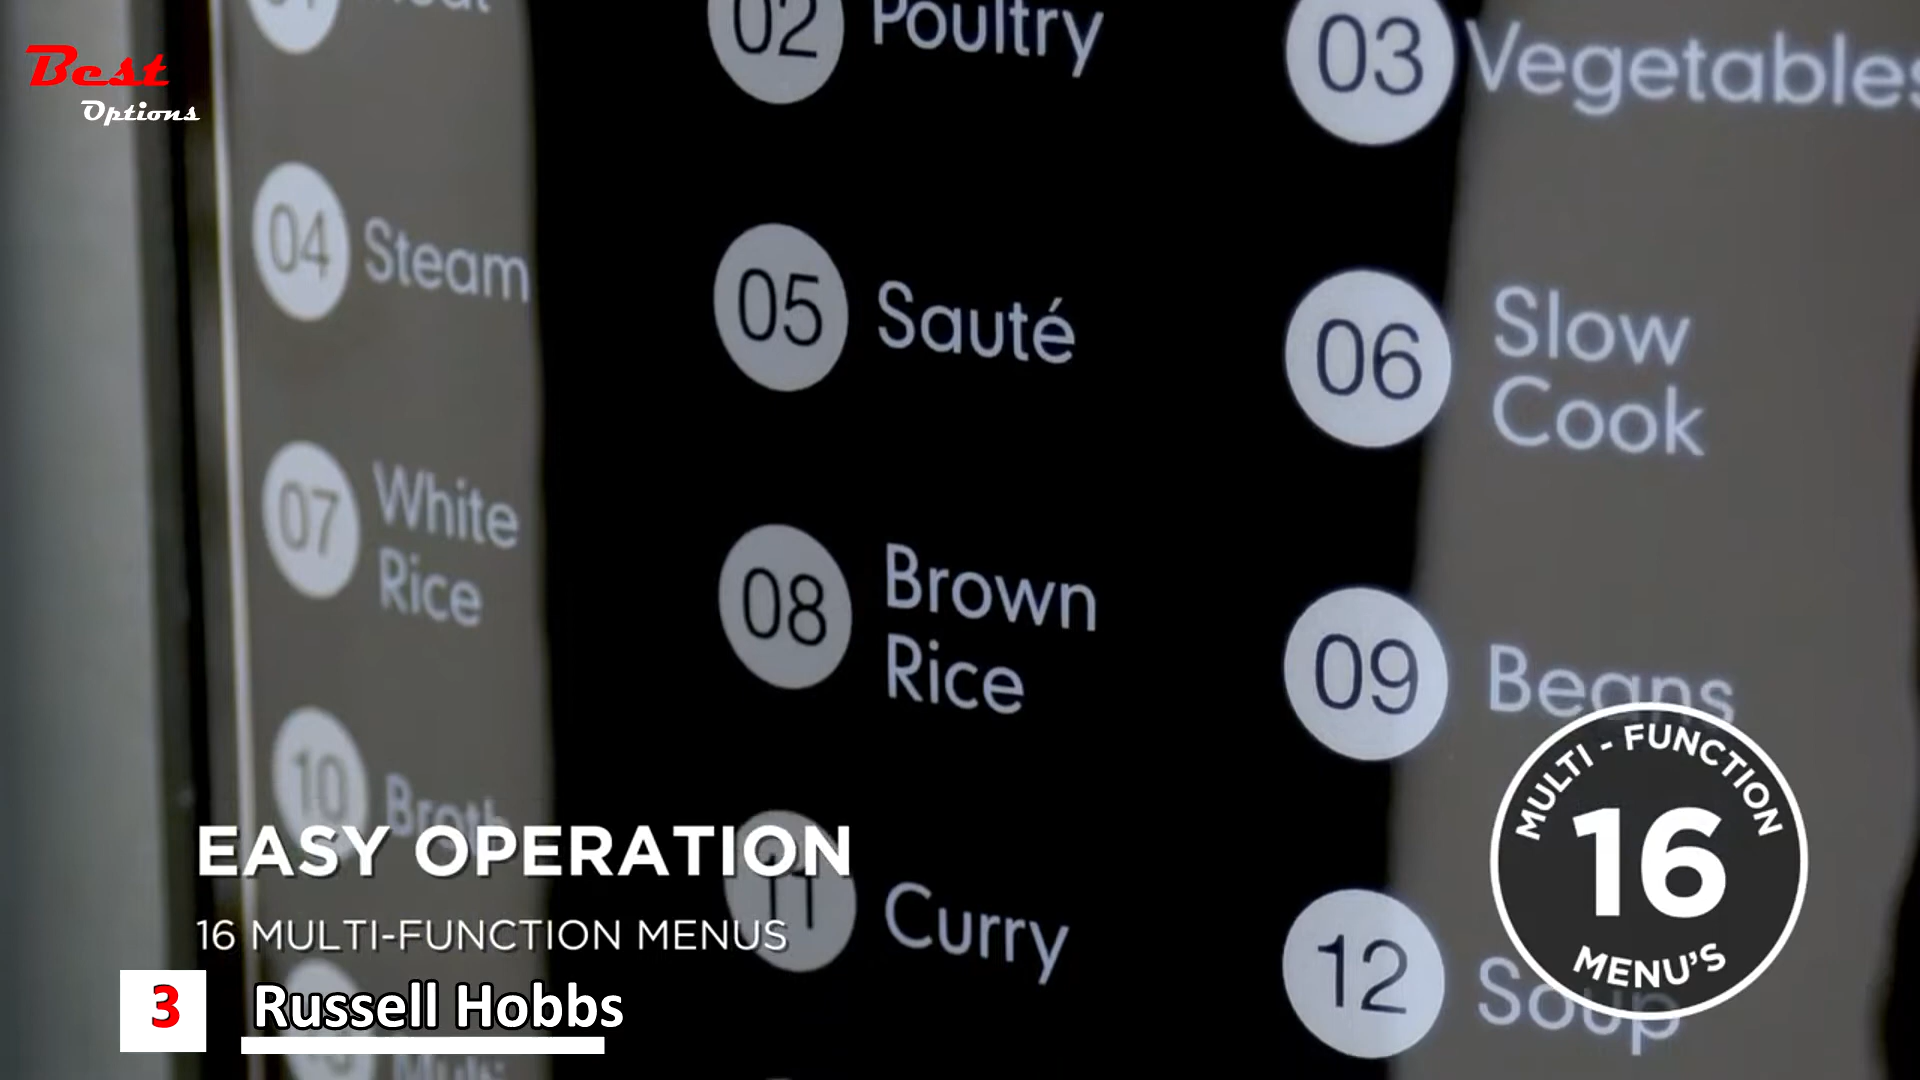 Best
Options
02 Poultry
03 Vegetables
04 Steam
05 Sauté
06 Slow
Cook
07 White
Rice
08 Brown
Rice
09 Beans
10 Broth
11 Curry
12 Soup
EASY OPERATION
16 MULTI-FUNCTION MENUS
3 Russell Hobbs
MULTI - FUNCTION
16
MENU'S